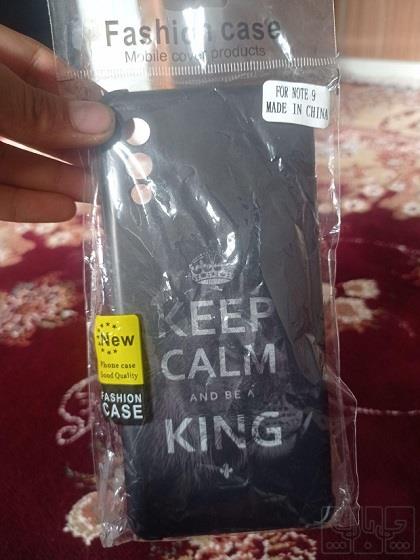 Fashion case
Mobile cover products
FOR NOTE 9
MADE IN CHINA
KEEP
CALM
AND BE A
KING
New
Phone case
Good Quality
FASHION
CASE